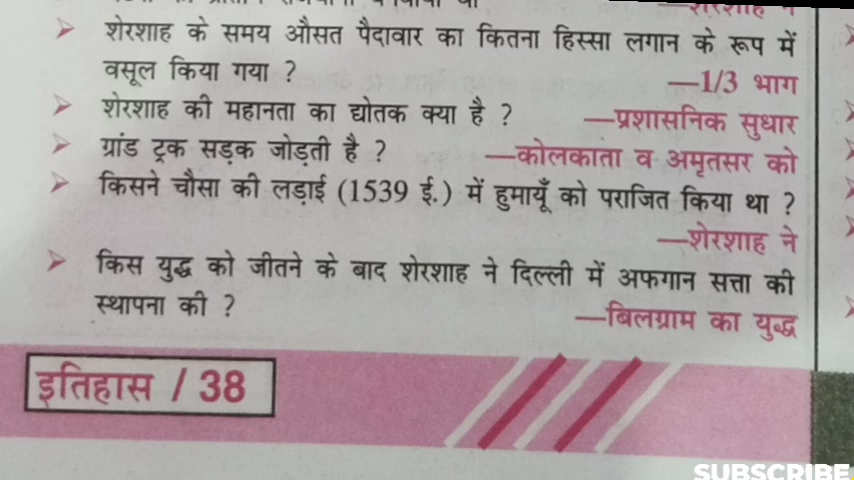 —शेरशाह ने
शेरशाह के समय औसत पैदावार का कितना हिस्सा लगान के रूप में
वसूल किया गया ? —1/3 भाग
शेरशाह की महानता का द्योतक क्या है ? —प्रशासनिक सुधार
ग्रांड ट्रक सड़क जोड़ती है ? —कोलकाता व अमृतसर को
किसने चौसा की लड़ाई (1539 ई.) में हुमायूँ को पराजित किया था ?
—शेरशाह ने
किस युद्ध को जीतने के बाद शेरशाह ने दिल्ली में अफगान सत्ता की
स्थापना की ? —बिलग्राम का युद्ध
इतिहास / 38
SUBSCRIBE